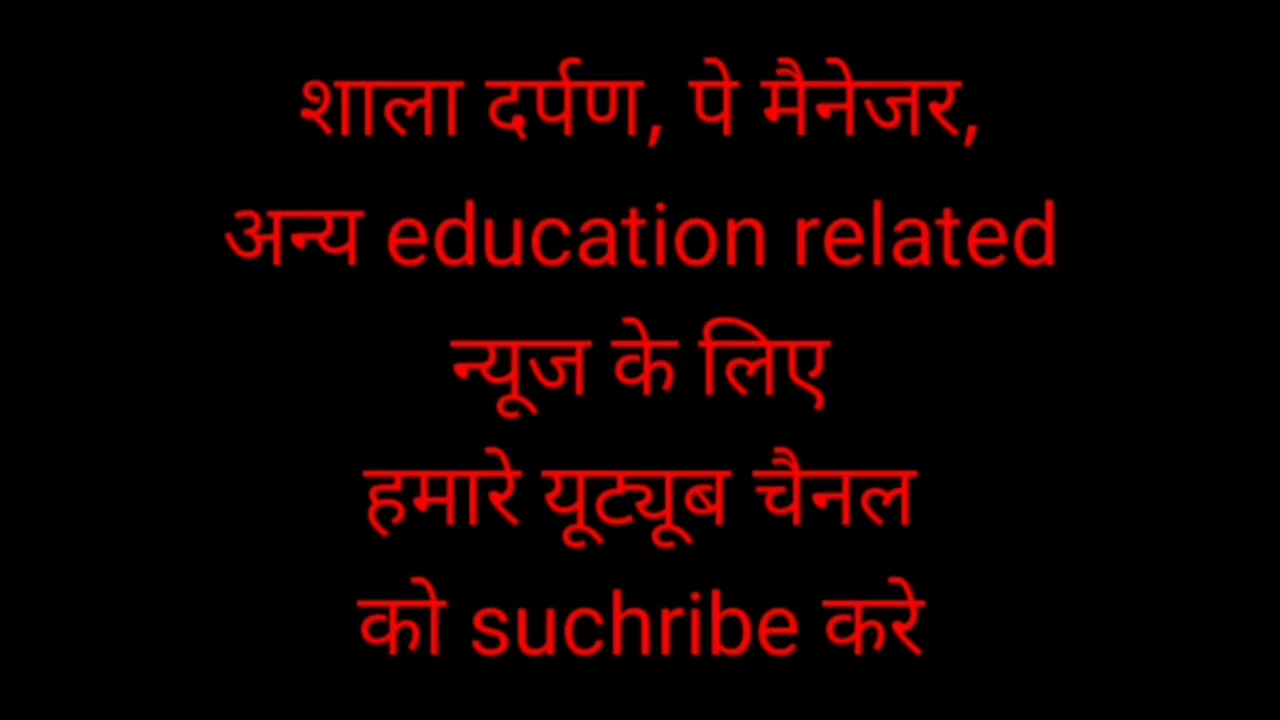 शाला दर्पण, पे मैनेजर,
अन्य education related
न्यूज के लिए
हमारे यूट्यूब चैनल
को suchribe करे